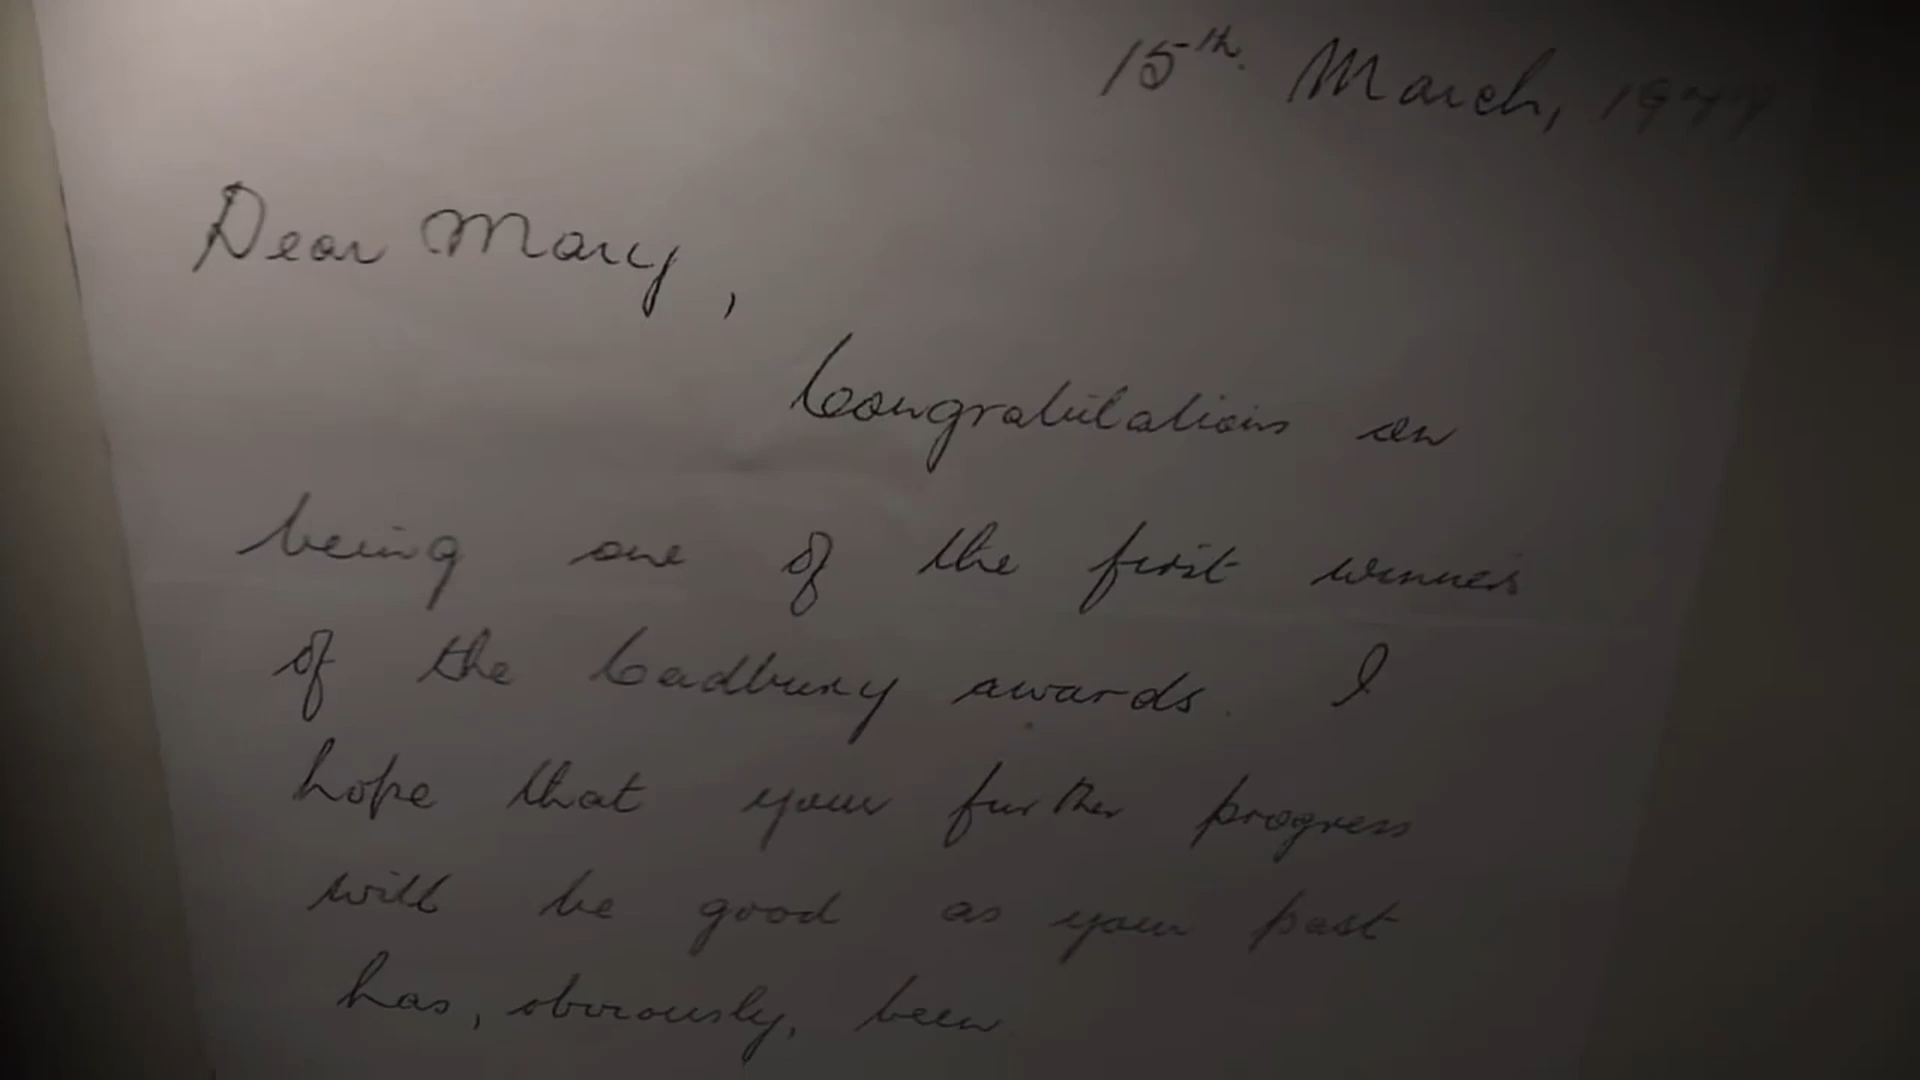 15th. March,
Dear Mary,
Congratulations on
being one of the first winners
of the Cadbury awards. I
hope that your further progress
will be good as your past
has, obviously, been